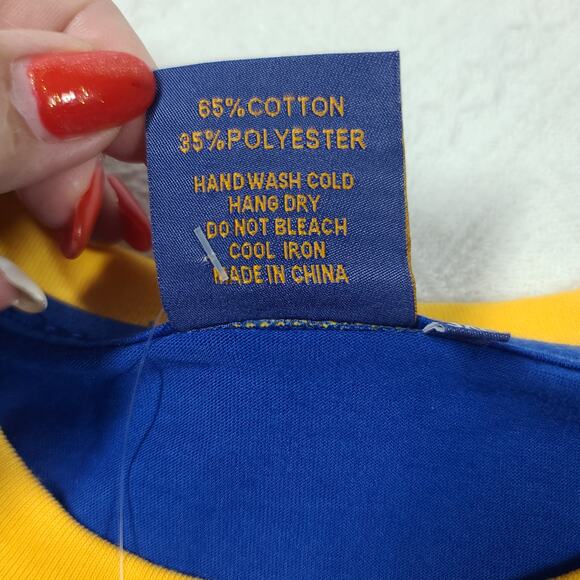 65%COTTON
35%POLYESTER
HAND WASH COLD
HANG DRY
DO NOT BLEACH
COOL IRON
MADE IN CHINA